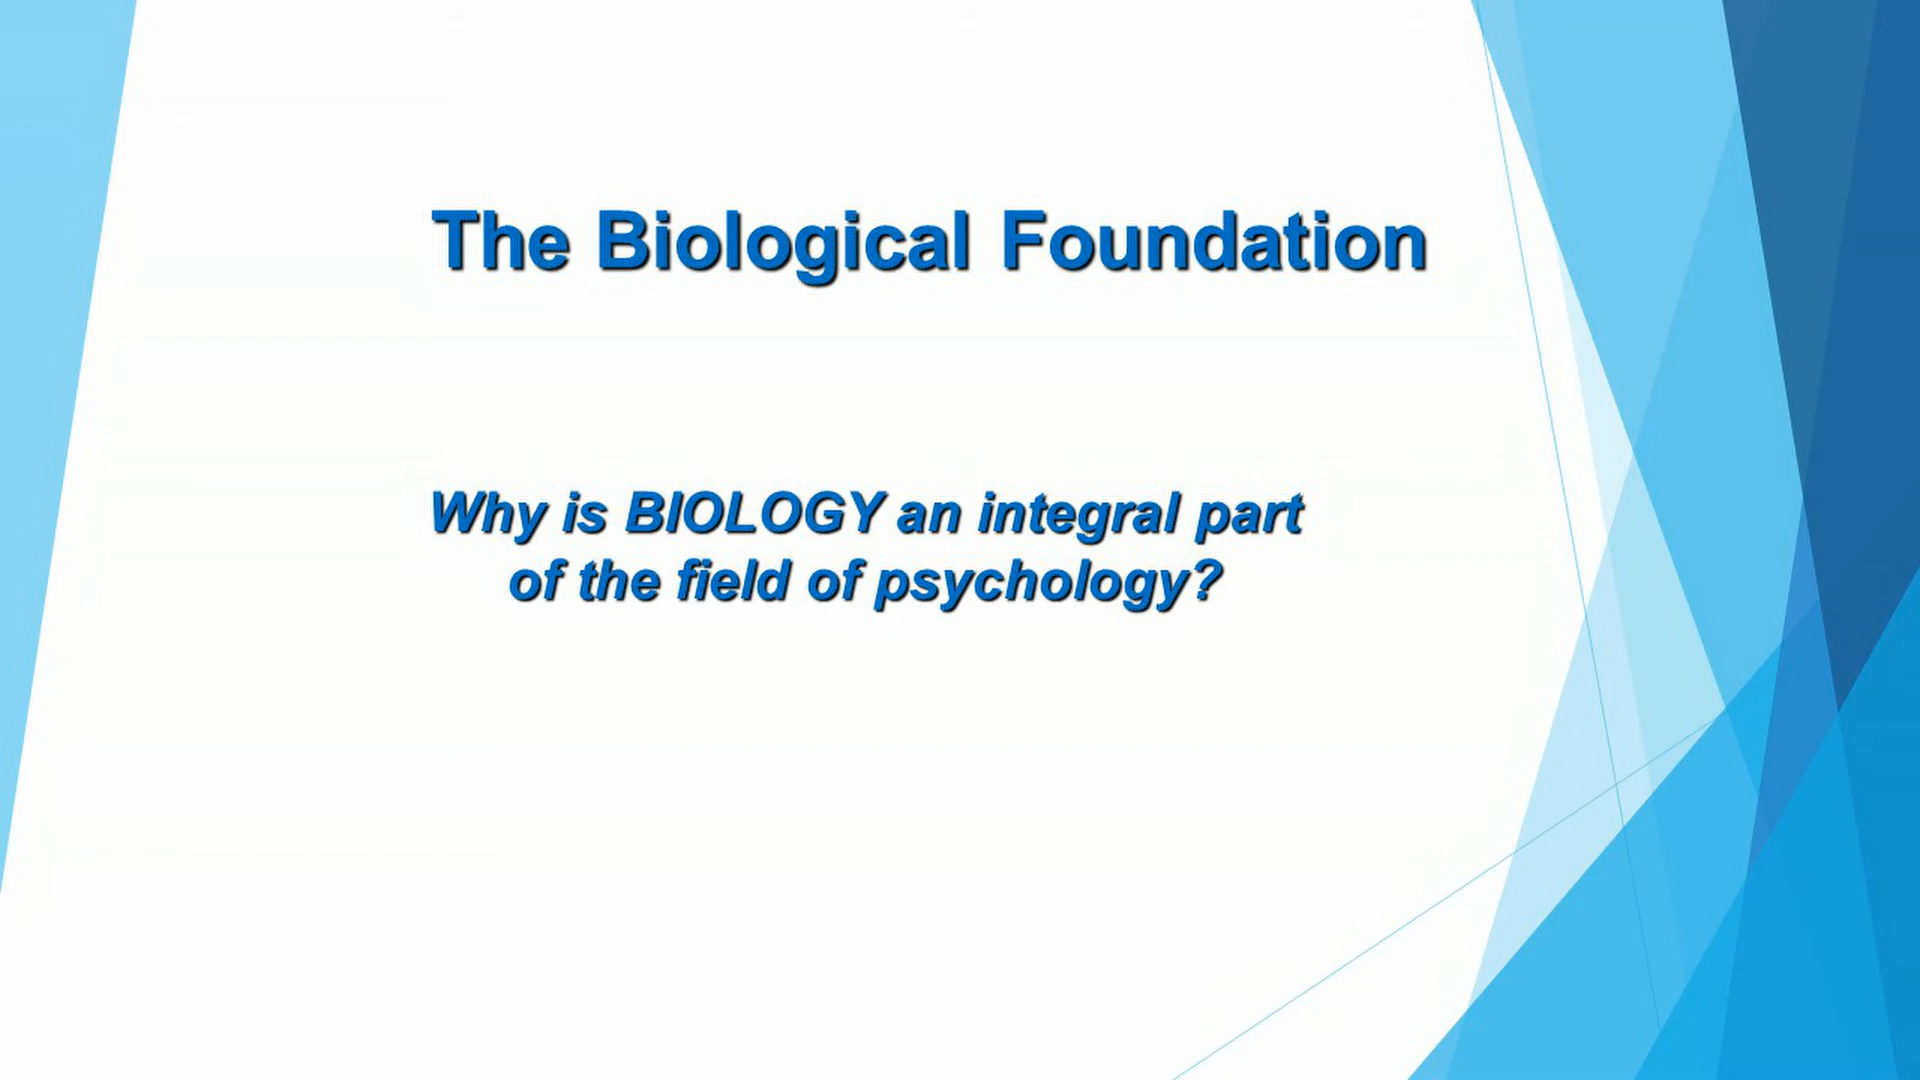 The Biological Foundation
Why is BIOLOGY an integral part
of the field of psychology?